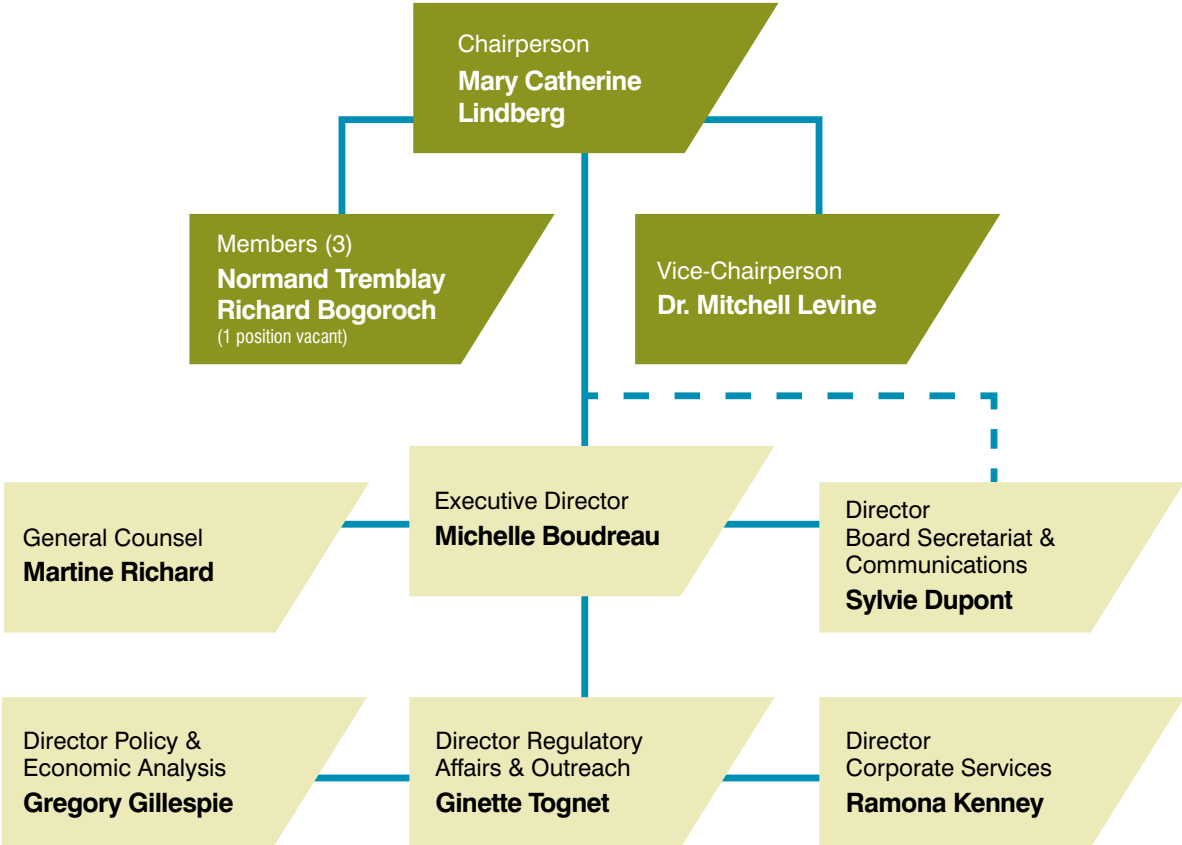 Chairperson
Mary Catherine
Lindberg
Members (3)
Normand Tremblay
Richard Bogoroch
(1 position vacant)
Vice-Chairperson
Dr. Mitchell Levine
General Counsel
Martine Richard
Executive Director
Michelle Boudreau
Director
Board Secretariat &
Communications
Sylvie Dupont
Director Policy &
Economic Analysis
Gregory Gillespie
Director Regulatory
Affairs & Outreach
Ginette Tognet
Director
Corporate Services
Ramona Kenney